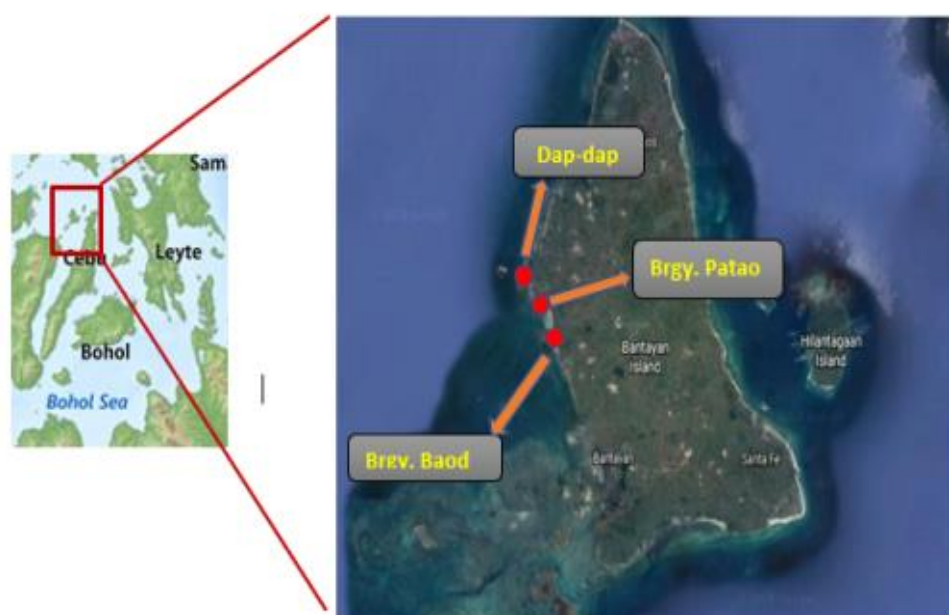 Sam
Cebu
Leyte
Bohol
Bohol Sea
Dap-dap
Brgy. Patao
Bantayan
Island
Hilantagaan
Island
Brgy. Baod
Bantayan
Santa Fe